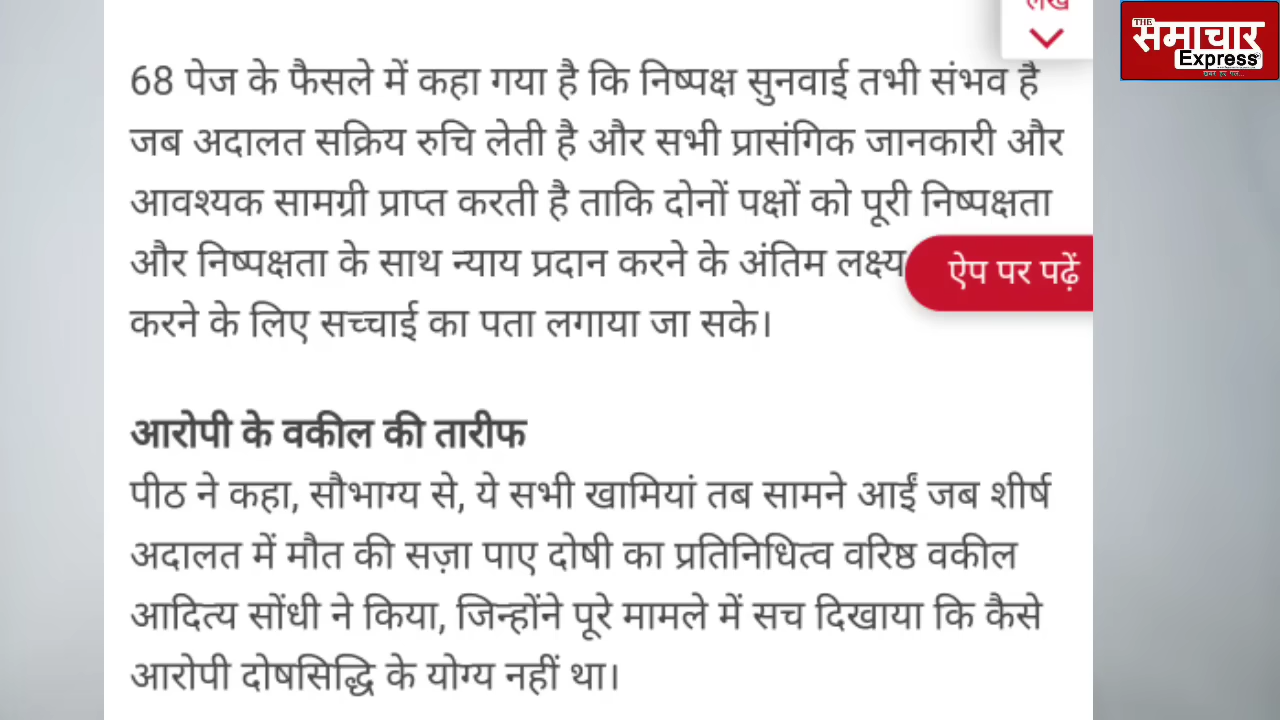 लेख
THE
समाचार
Express
68 पेज के फैसले में कहा गया है कि निष्पक्ष सुनवाई तभी संभव है
जब अदालत सक्रिय रुचि लेती है और सभी प्रासंगिक जानकारी और
आवश्यक सामग्री प्राप्त करती है ताकि दोनों पक्षों को पूरी निष्पक्षता
और निष्पक्षता के साथ न्याय प्रदान करने के अंतिम लक्ष्य
ऐप पर पढ़ें
करने के लिए सच्चाई का पता लगाया जा सके।
आरोपी के वकील की तारीफ
पीठ ने कहा, सौभाग्य से, ये सभी खामियां तब सामने आईं जब शीर्ष
अदालत में मौत की सज़ा पाए दोषी का प्रतिनिधित्व वरिष्ठ वकील
आदित्य सोंधी ने किया, जिन्होंने पूरे मामले में सच दिखाया कि कैसे
आरोपी दोषसिद्धि के योग्य नहीं था।